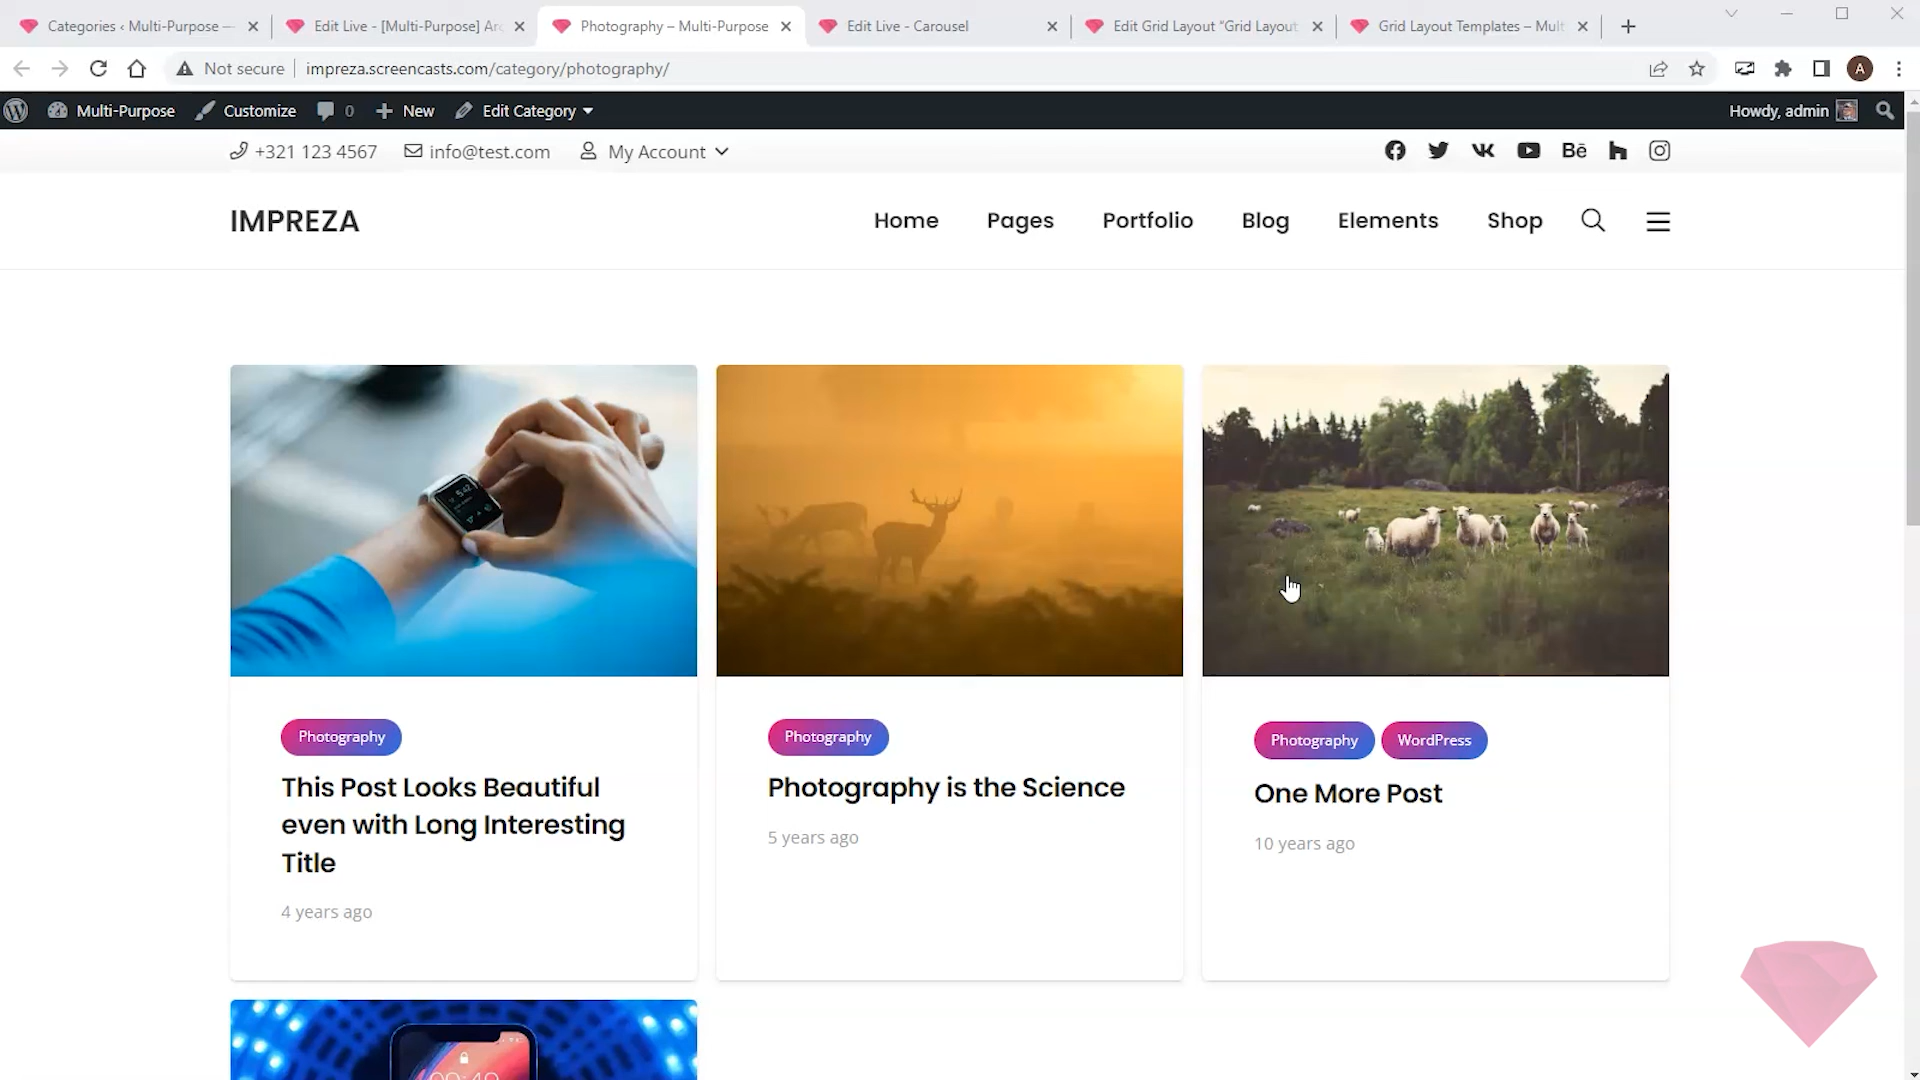 Categories ‹ Multi-Purpose —
Edit Live - [Multi-Purpose] Arc
Photography – Multi-Purpose
Edit Live - Carousel
Edit Grid Layout “Grid Layout
Grid Layout Templates – Mult
Not secure
impreza.screencasts.com/category/photography/
A
Multi-Purpose
Customize
0
New
Edit Category
Howdy, admin
+321 123 4567
info@test.com
My Account
Bē
IMPREZA
Home
Pages
Portfolio
Blog
Elements
Shop
5:42
Photography
This Post Looks Beautiful
even with Long Interesting
Title
4 years ago
Photography
Photography is the Science
5 years ago
Photography
WordPress
One More Post
10 years ago